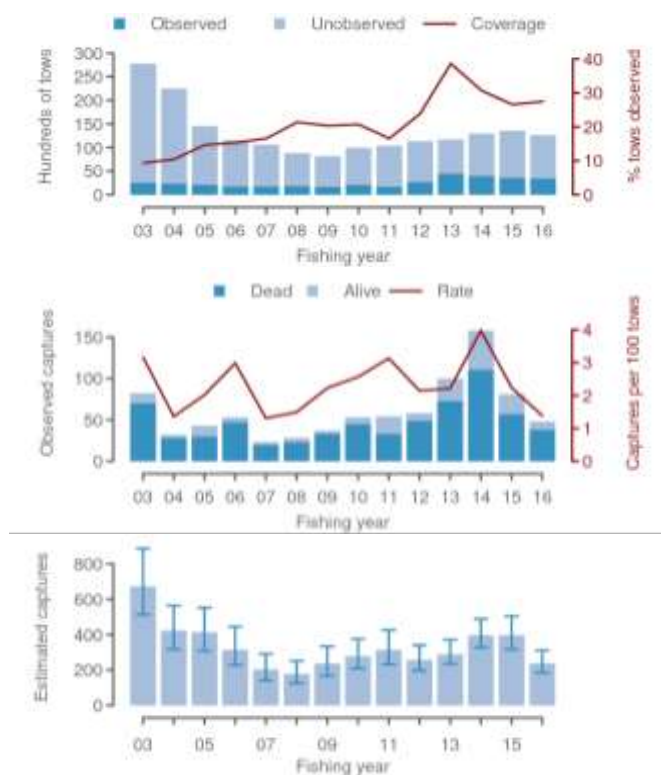 Observed Unobserved Coverage
Hundreds of tows
300
250
200
150
100
50
0
% tows observed
40
30
20
10
0
03 04 05 06 07 08 09 10 11 12 13 14 15 16
Fishing year
Dead Alive Rate
Observed captures
150
100
50
0
Captures per 100 tows
4
3
2
1
0
03 04 05 06 07 08 09 10 11 12 13 14 15 16
Fishing year
Estimated captures
800
600
400
200
0
03 05 07 09 11 13 15
Fishing year